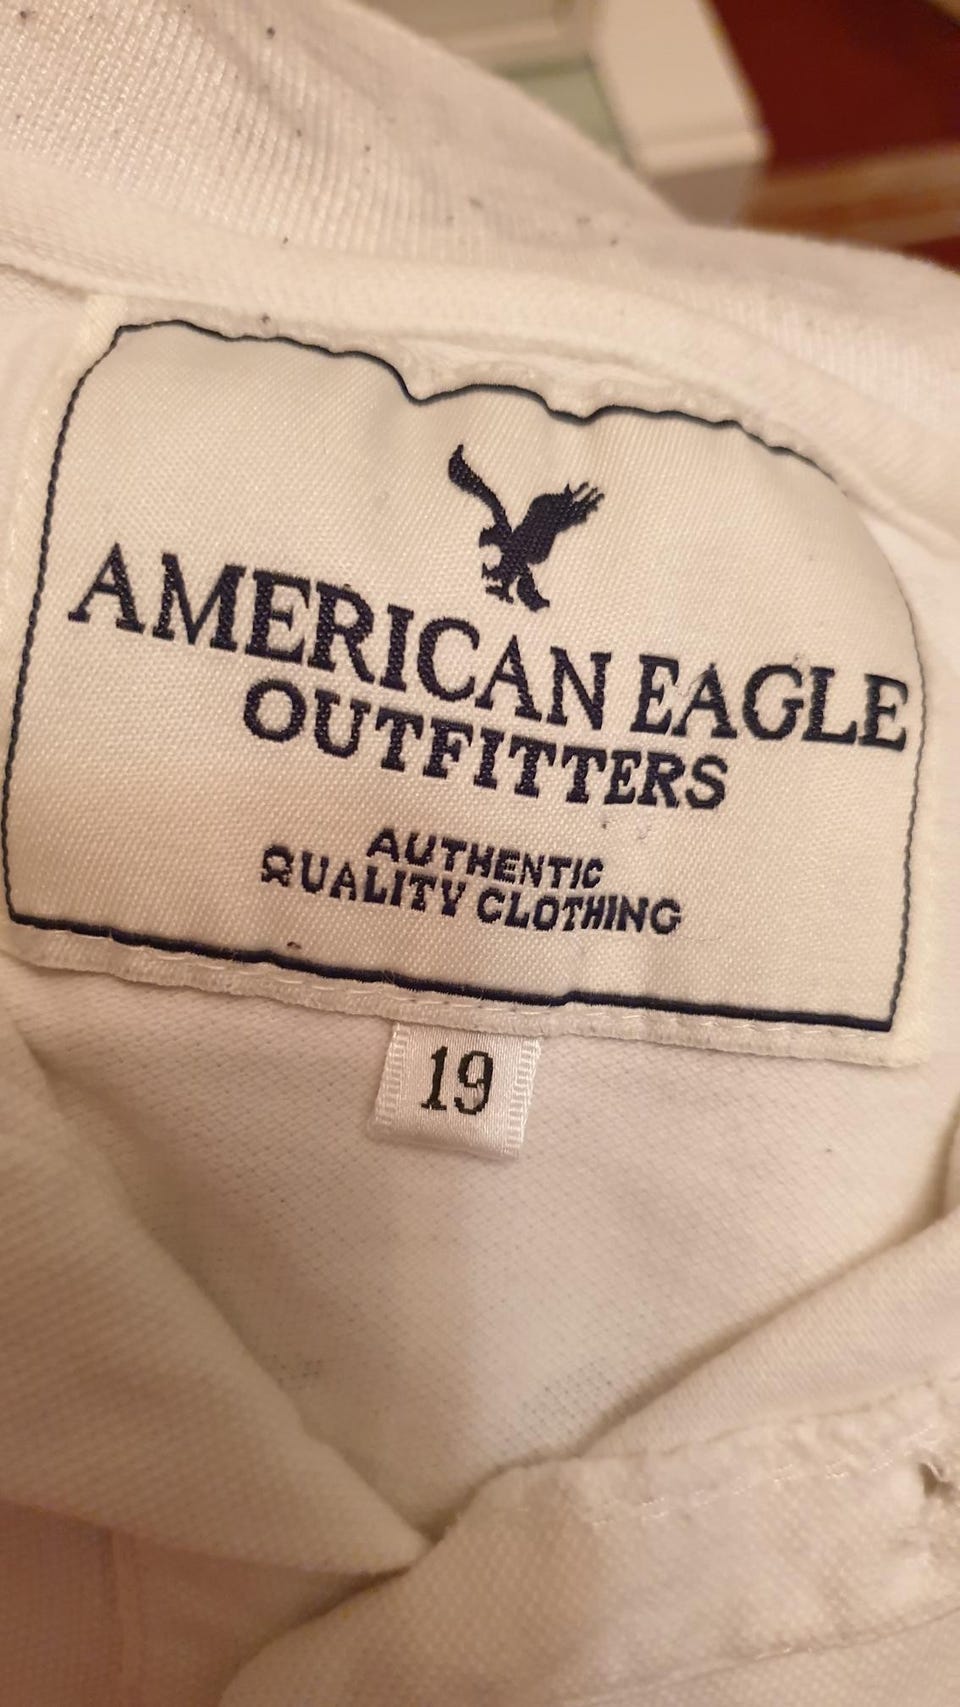 AMERICAN EAGLE
OUTFITTERS
AUTHENTIC
QUALITY CLOTHING
19